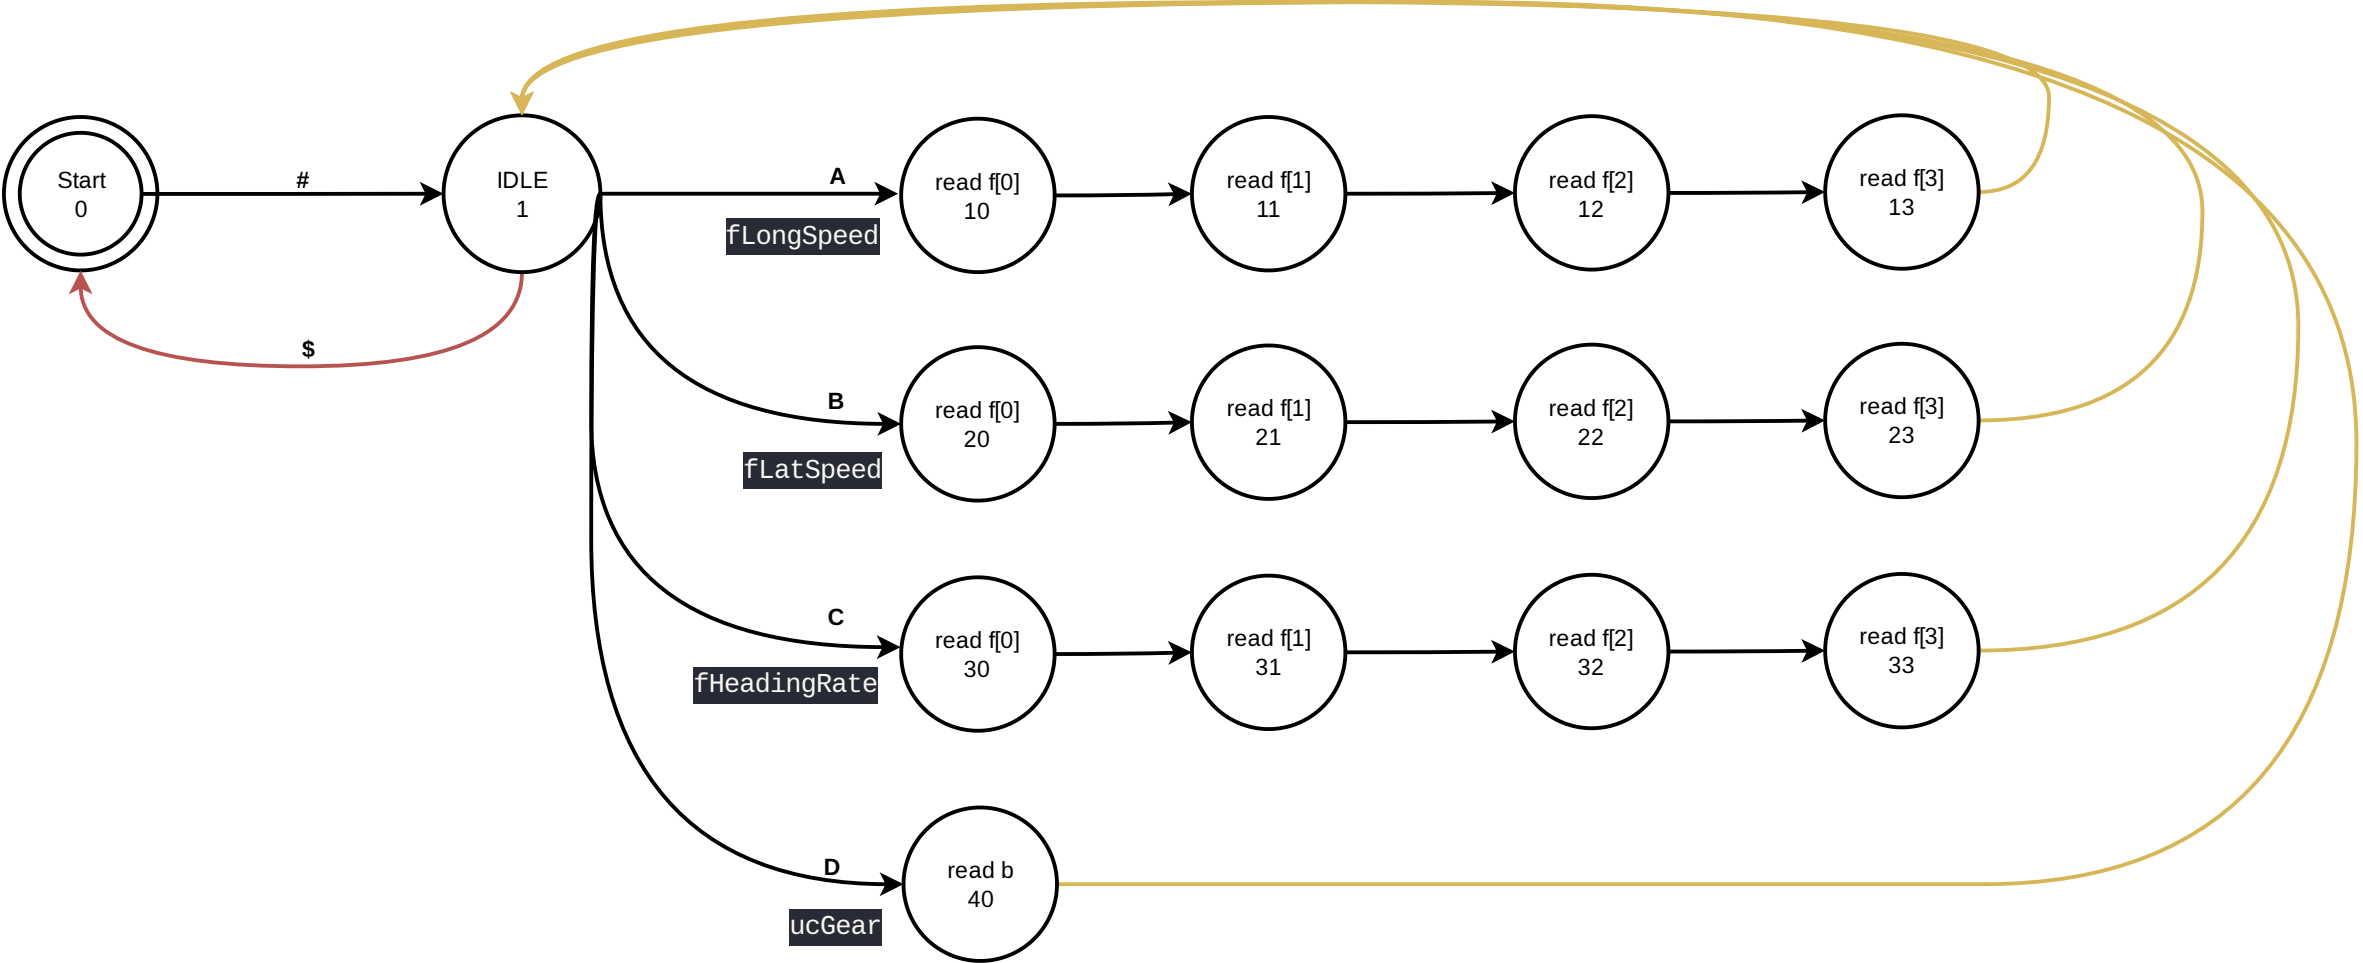 Start
0
#
IDLE
1
$
A
fLongSpeed
read f[0]
10
read f[1]
11
read f[2]
12
read f[3]
13
B
fLatSpeed
read f[0]
20
read f[1]
21
read f[2]
22
read f[3]
23
C
fHeadingRate
read f[0]
30
read f[1]
31
read f[2]
32
read f[3]
33
D
ucGear
read b
40